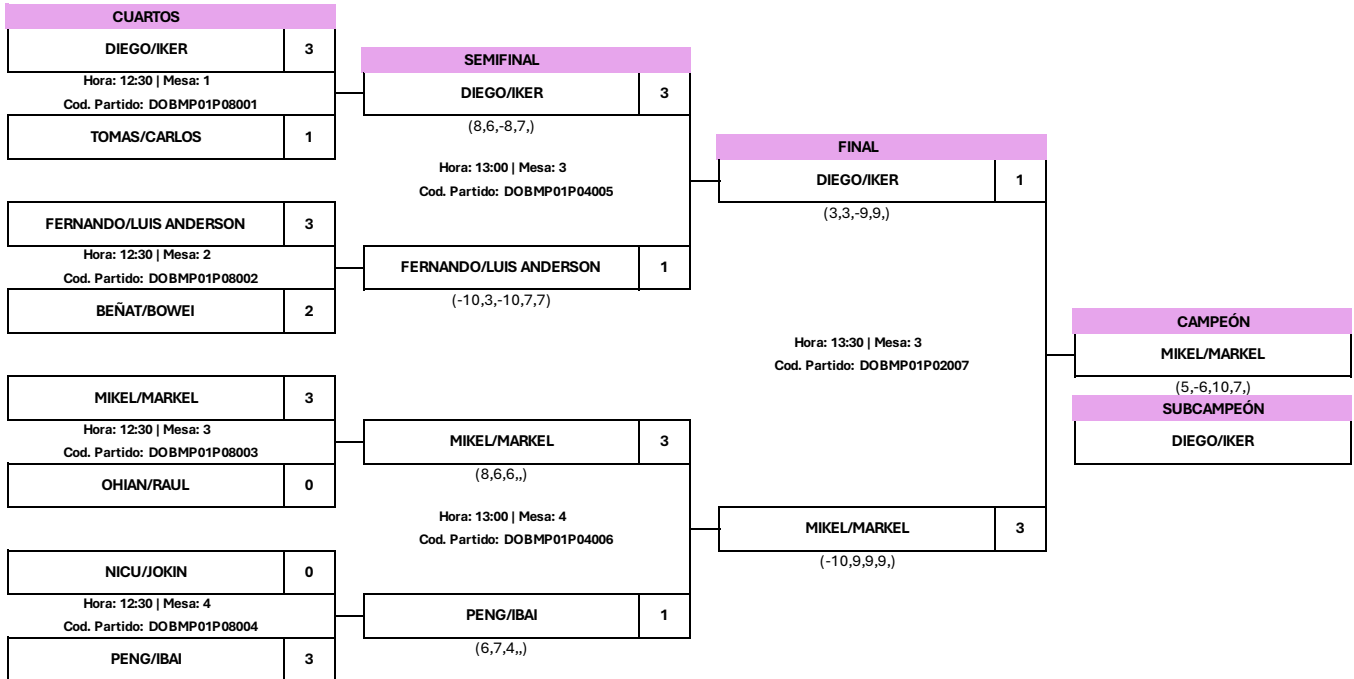 CUARTOS
DIEGO/IKER 3
Hora: 12:30 | Mesa: 1
Cod. Partido: DOBMP01P08001
TOMAS/CARLOS 1
FERNANDO/LUIS ANDERSON 3
Hora: 12:30 | Mesa: 2
Cod. Partido: DOBMP01P08002
BEÑAT/BOWEI 2
MIKEL/MARKEL 3
Hora: 12:30 | Mesa: 3
Cod. Partido: DOBMP01P08003
OHIAN/RAUL 0
NICU/JOKIN 0
Hora: 12:30 | Mesa: 4
Cod. Partido: DOBMP01P08004
PENG/IBAI 3
SEMIFINAL
DIEGO/IKER 3
(8,6,-8,7,)
Hora: 13:00 | Mesa: 3
Cod. Partido: DOBMP01P04005
FERNANDO/LUIS ANDERSON 1
(-10,3,-10,7,7)
MIKEL/MARKEL 3
(8,6,6,,)
Hora: 13:00 | Mesa: 4
Cod. Partido: DOBMP01P04006
PENG/IBAI 1
(6,7,4,,)
FINAL
DIEGO/IKER 1
(3,3,-9,9,)
Hora: 13:30 | Mesa: 3
Cod. Partido: DOBMP01P02007
MIKEL/MARKEL 3
(-10,9,9,9,)
CAMPEÓN
MIKEL/MARKEL
(5,-6,10,7,)
SUBCAMPEÓN
DIEGO/IKER